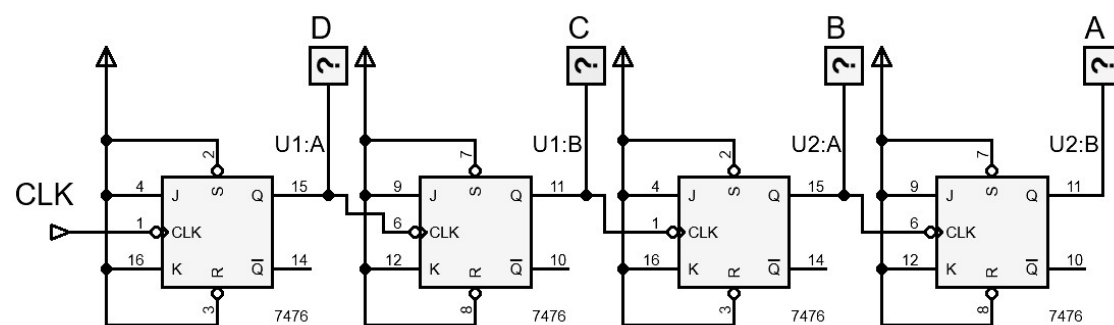 D C B A
? ? ? ?
2 U1:A 7 U1:B 2 U2:A 7 U2:B
CLK
4 J S Q 15 9 J S Q 11 4 J S Q 15 9 J S Q 11
1 CLK 6 CLK 1 CLK 6 CLK
16 K R Q 14 12 K R Q 10 16 K R Q 14 12 K R Q 10
3 7476 8 7476 3 7476 8 7476